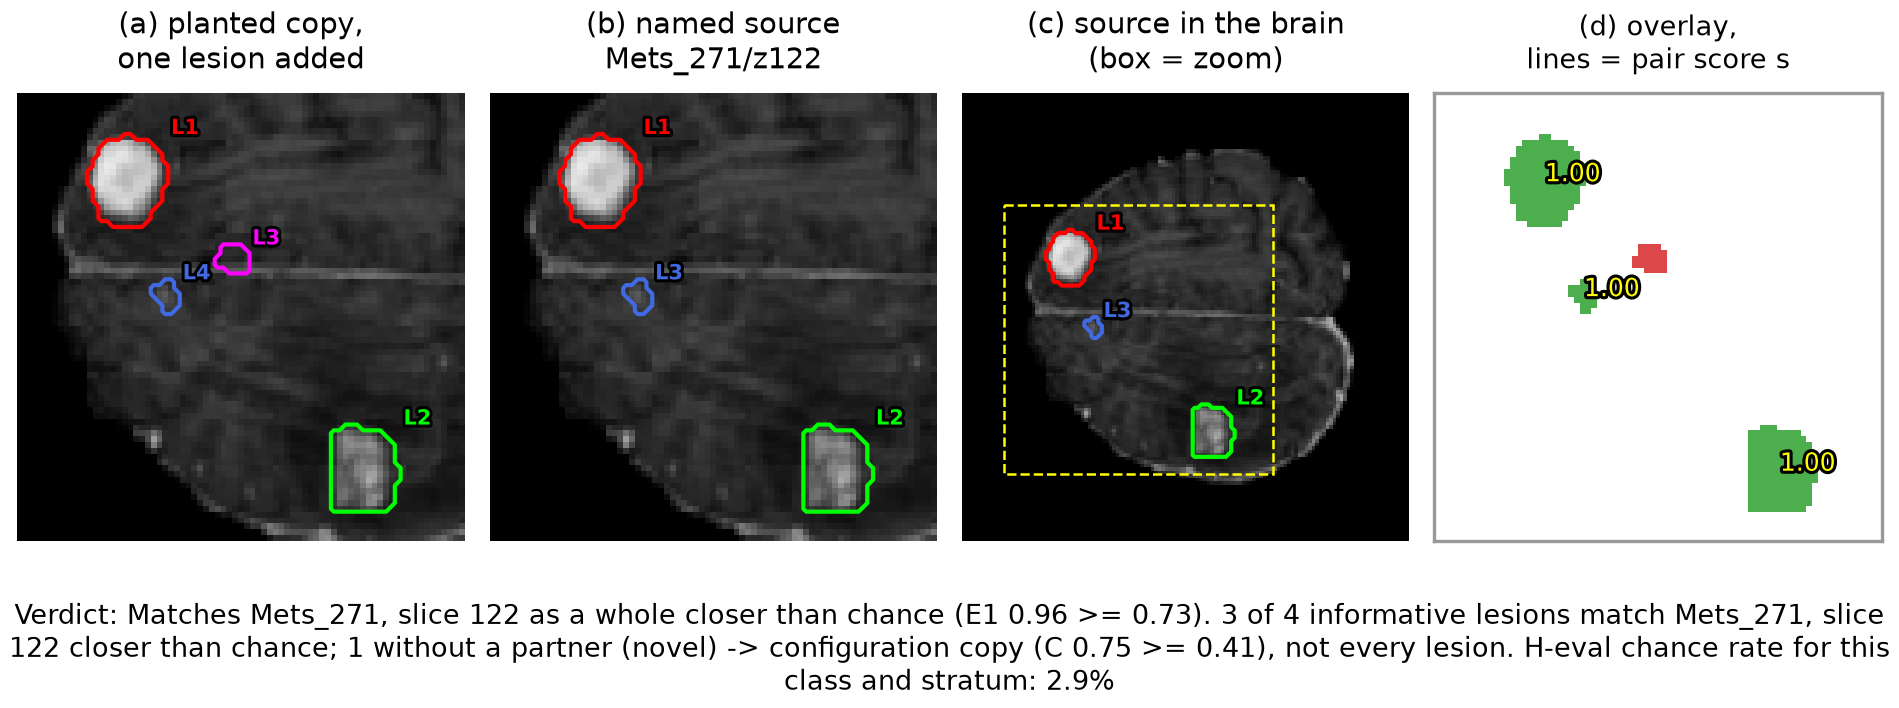 (a) planted copy,
one lesion added
(b) named source
Mets_271/z122
(c) source in the brain
(box = zoom)
(d) overlay,
lines = pair score s
L1
L3
L4
L2
L1
L3
L2
L1
L3
L2
1.00
1.00
1.00
Verdict: Matches Mets_271, slice 122 as a whole closer than chance (E1 0.96 >= 0.73). 3 of 4 informative lesions match Mets_271, slice
122 closer than chance; 1 without a partner (novel) -> configuration copy (C 0.75 >= 0.41), not every lesion. H-eval chance rate for this
class and stratum: 2.9%